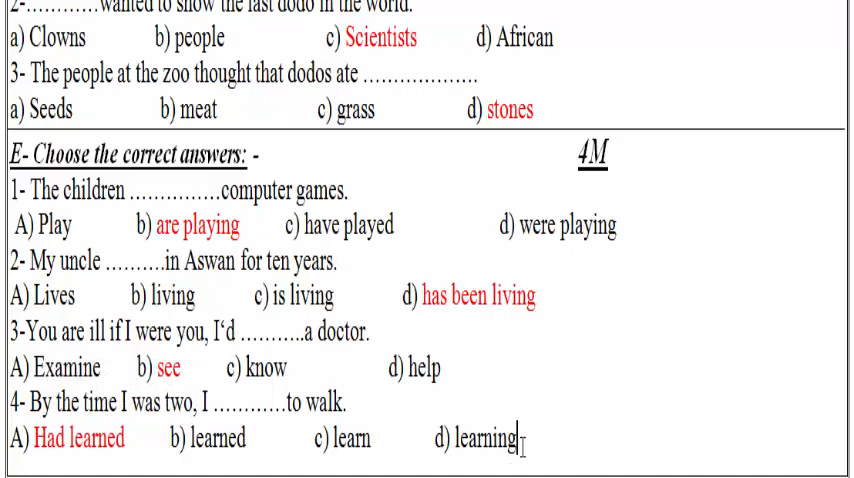 2-…………wanted to show the last dodo in the world.
a) Clowns b) people c) Scientists d) African
3- The people at the zoo thought that dodos ate …………………
a) Seeds b) meat c) grass d) stones
E- Choose the correct answers: - 4M
1- The children ……………computer games.
A) Play b) are playing c) have played d) were playing
2- My uncle ……….in Aswan for ten years.
A) Lives b) living c) is living d) has been living
3-You are ill if I were you, I‘d ………..a doctor.
A) Examine b) see c) know d) help
4- By the time I was two, I …………to walk.
A) Had learned b) learned c) learn d) learning